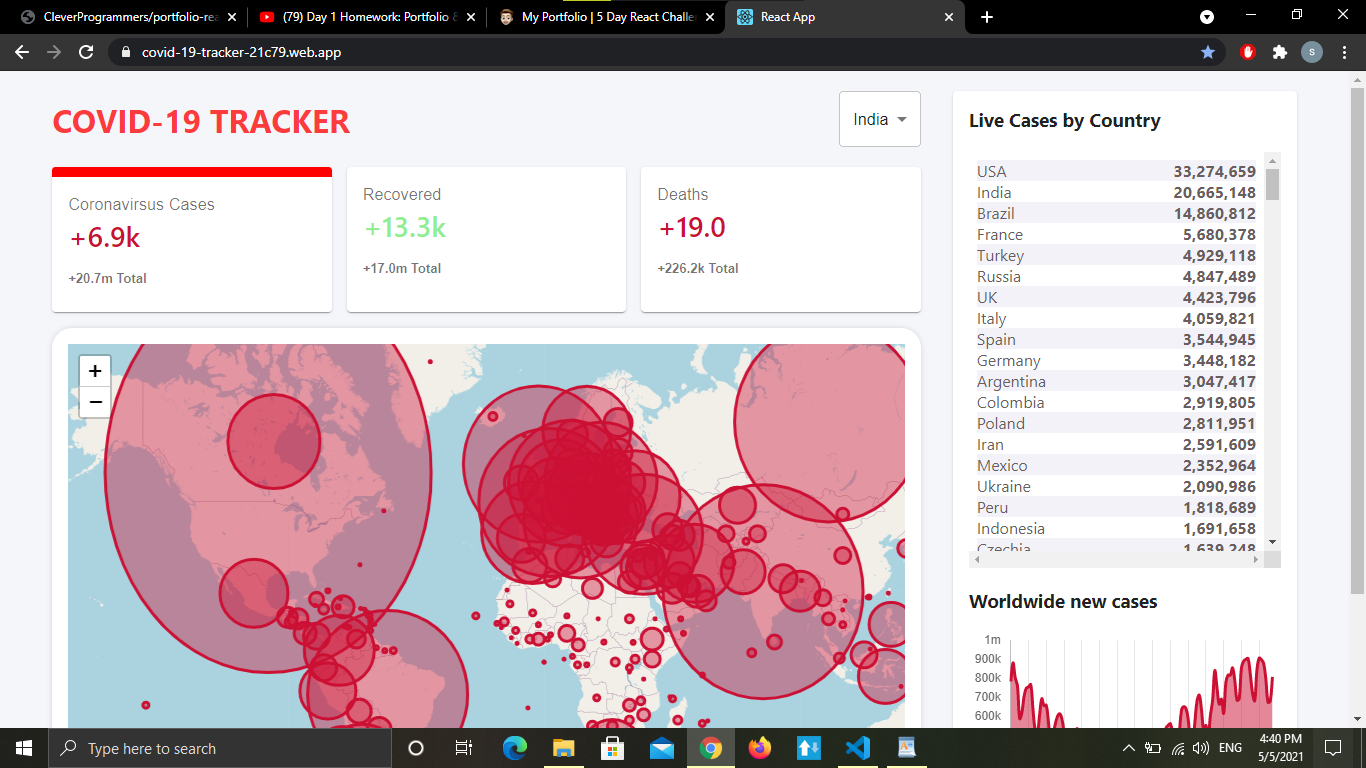 CleverProgrammers/portfolio-rea
(79) Day 1 Homework: Portfolio &
My Portfolio | 5 Day React Challe
React App
covid-19-tracker-21c79.web.app
s
COVID-19 TRACKER
India
Coronavirsus Cases
+6.9k
+20.7m Total
Recovered
+13.3k
+17.0m Total
Deaths
+19.0
+226.2k Total
+
−
Live Cases by Country
USA 33,274,659
India 20,665,148
Brazil 14,860,812
France 5,680,378
Turkey 4,929,118
Russia 4,847,489
UK 4,423,796
Italy 4,059,821
Spain 3,544,945
Germany 3,448,182
Argentina 3,047,417
Colombia 2,919,805
Poland 2,811,951
Iran 2,591,609
Mexico 2,352,964
Ukraine 2,090,986
Peru 1,818,689
Indonesia 1,691,658
Czechia 1,639,248
Worldwide new cases
1m
900k
800k
700k
600k
Type here to search
ENG
4:40 PM
5/5/2021